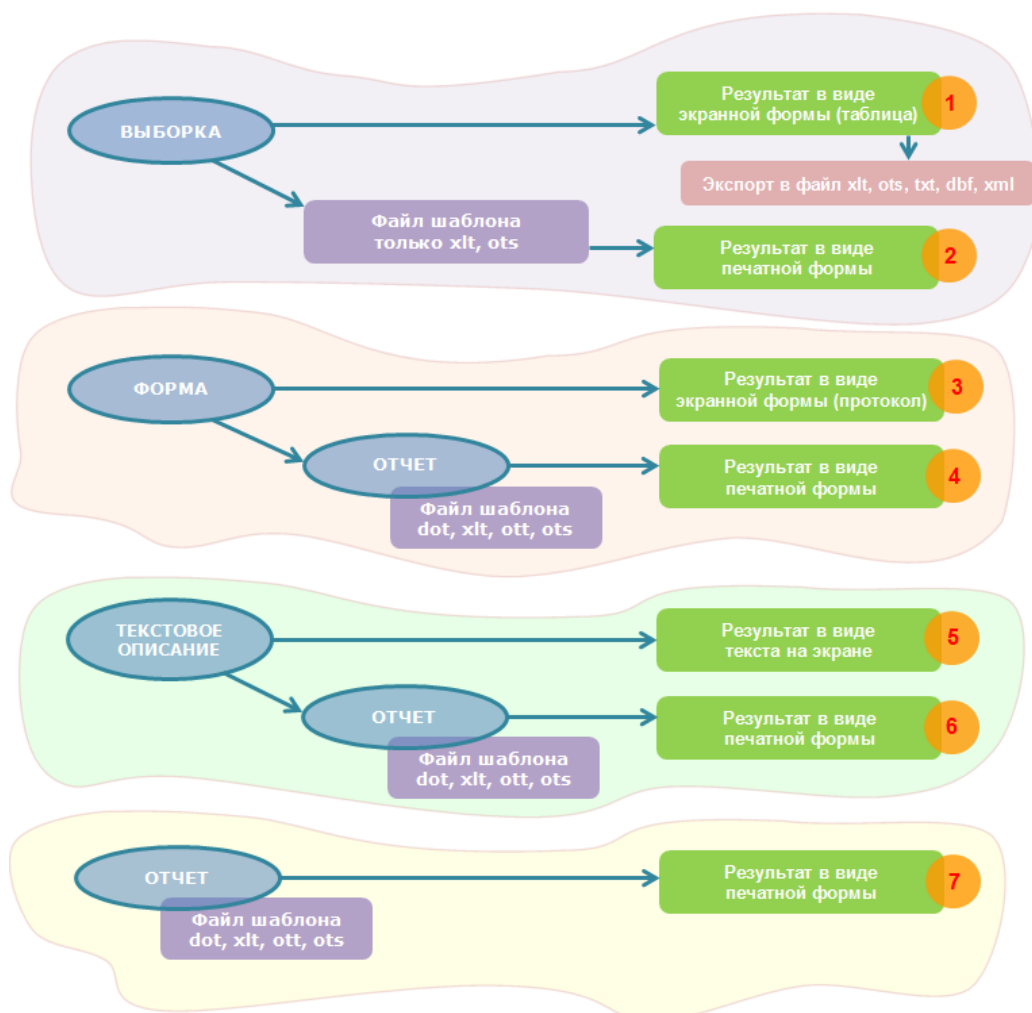 ВЫБОРКА
Результат в виде
экранной формы (таблица)
1
Экспорт в файл xlt, ots, txt, dbf, xml
Файл шаблона
только xlt, ots
Результат в виде
печатной формы
2
ФОРМА
Результат в виде
экранной формы (протокол)
3
ОТЧЕТ
Файл шаблона
dot, xlt, ott, ots
Результат в виде
печатной формы
4
ТЕКСТОВОЕ
ОПИСАНИЕ
Результат в виде
текста на экране
5
ОТЧЕТ
Файл шаблона
dot, xlt, ott, ots
Результат в виде
печатной формы
6
ОТЧЕТ
Файл шаблона
dot, xlt, ott, ots
Результат в виде
печатной формы
7